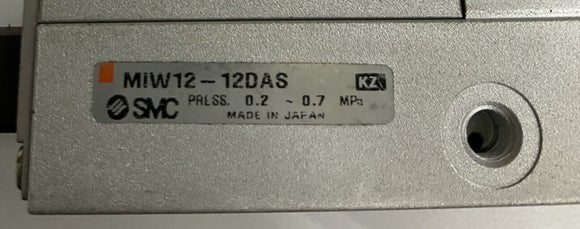 MIW12-12DAS KZ
SMC PRESS. 0.2 ~ 0.7 MPa
MADE IN JAPAN